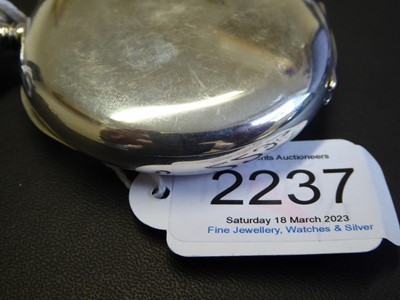 Auctioneers
2237
Saturday 18 March 2023
Fine Jewellery, Watches & Silver